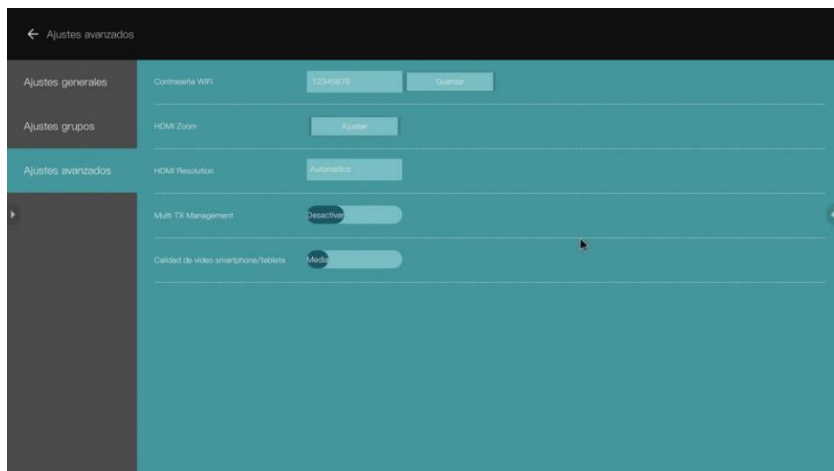 Ajustes avanzados
Ajustes generales
Contraseña WIFI 12345678 Guardar
Ajustes grupos
HDMI Zoom Ajustar
Ajustes avanzados
HDMI Resolution Automático
Multi TX Management Desactivar
Calidad de video smartphone/tableta Media